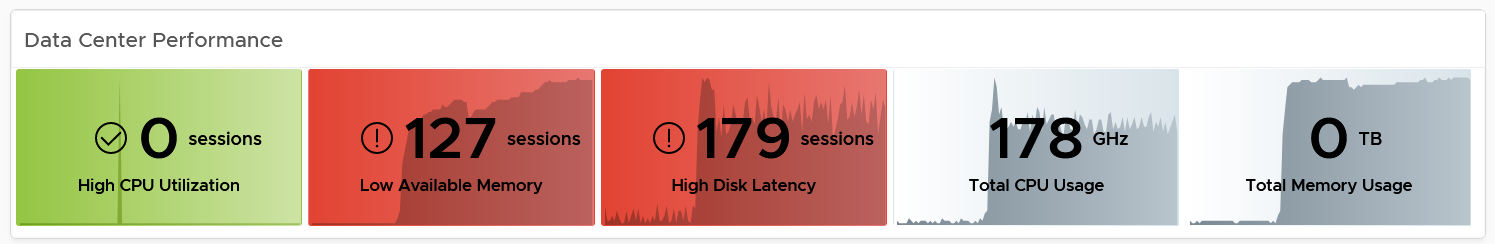 Data Center Performance
0 sessions
High CPU Utilization
127 sessions
Low Available Memory
179 sessions
High Disk Latency
178 GHz
Total CPU Usage
0 TB
Total Memory Usage